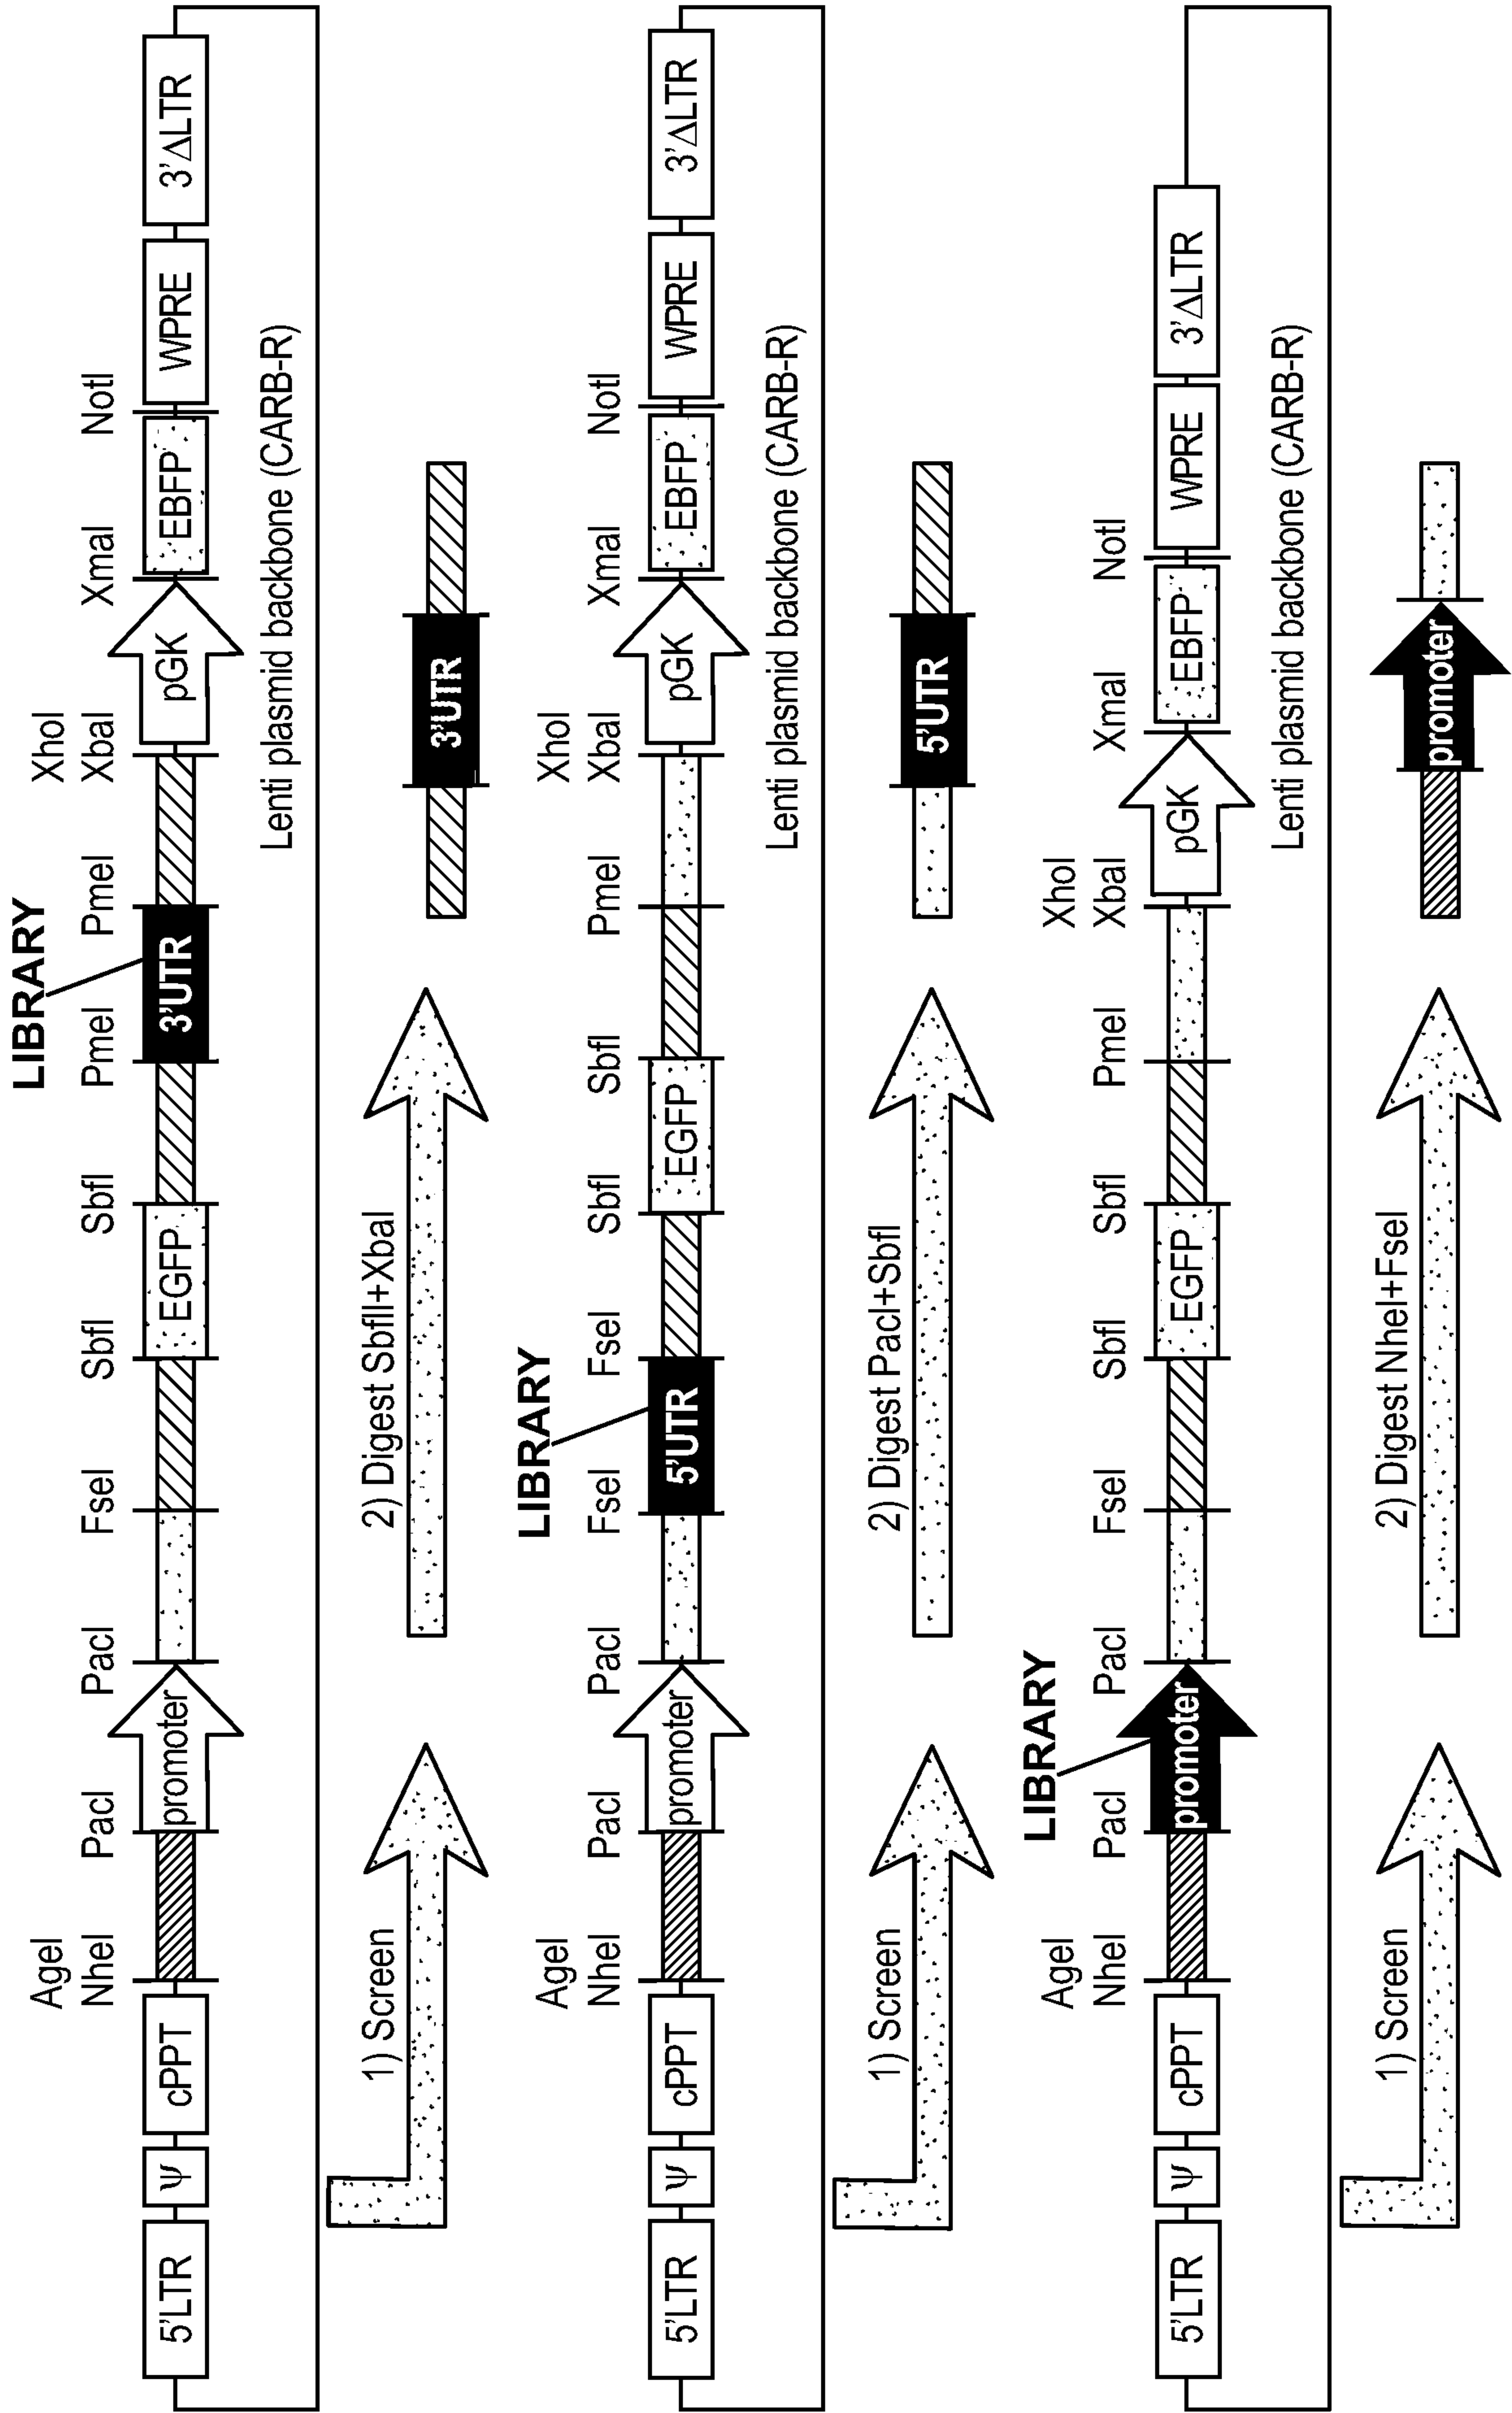 LIBRARY
AgeI XhoI
NheI PacI PacI FseI SbfI SbfI PmeI PmeI XbaI XmaI NotI
5'LTR Ψ cPPT promoter EGFP 3'UTR pGK EBFP WPRE 3'ΔLTR
Lenti plasmid backbone (CARB-R)
1) Screen 2) Digest SbfII+XbaI
3'UTR
LIBRARY
AgeI XhoI
NheI PacI PacI FseI FseI SbfI SbfI PmeI XbaI XmaI NotI
5'LTR Ψ cPPT promoter 5'UTR EGFP pGK EBFP WPRE 3'ΔLTR
Lenti plasmid backbone (CARB-R)
1) Screen 2) Digest PacI+SbfI
5'UTR
LIBRARY
AgeI XhoI
NheI PacI PacI FseI SbfI SbfI PmeI XbaI XmaI NotI
5'LTR Ψ cPPT promoter EGFP pGK EBFP WPRE 3'ΔLTR
Lenti plasmid backbone (CARB-R)
1) Screen 2) Digest NheI+FseI
promoter